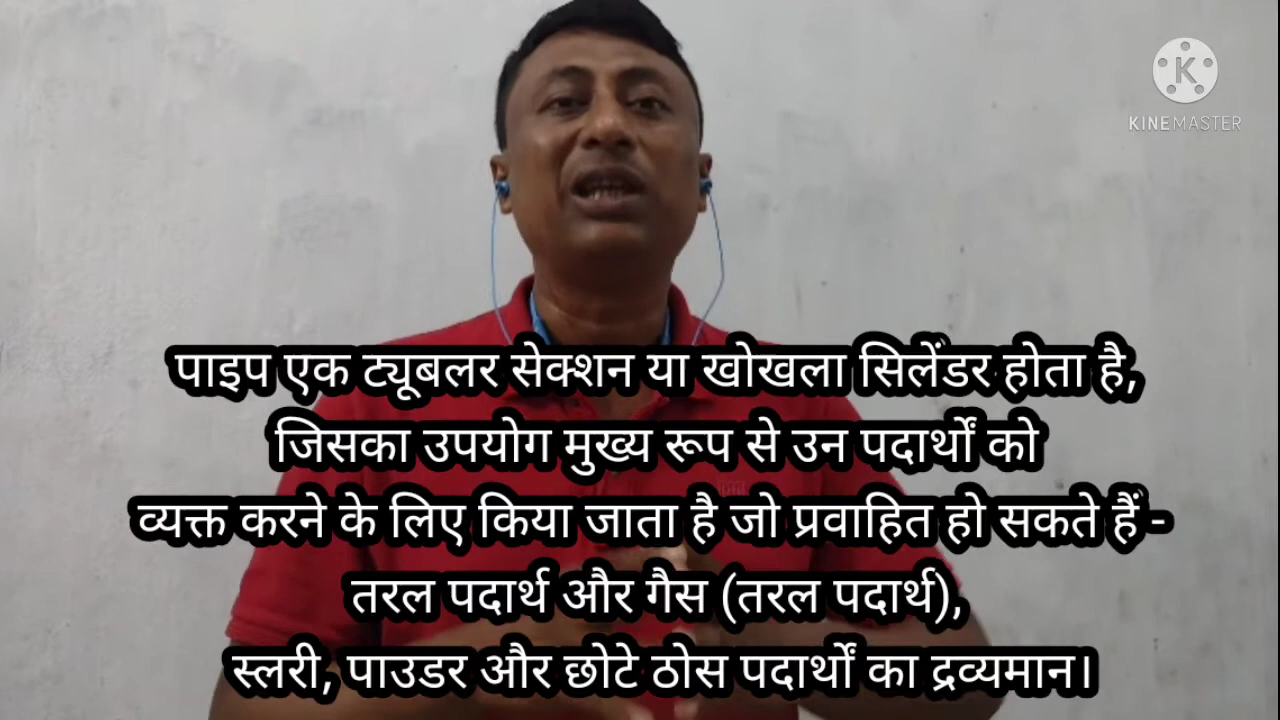 K
KINEMASTER
पाइप एक ट्यूबलर सेक्शन या खोखला सिलेंडर होता है,
जिसका उपयोग मुख्य रूप से उन पदार्थों को
व्यक्त करने के लिए किया जाता है जो प्रवाहित हो सकते हैं -
तरल पदार्थ और गैस (तरल पदार्थ),
स्लरी, पाउडर और छोटे ठोस पदार्थों का द्रव्यमान।